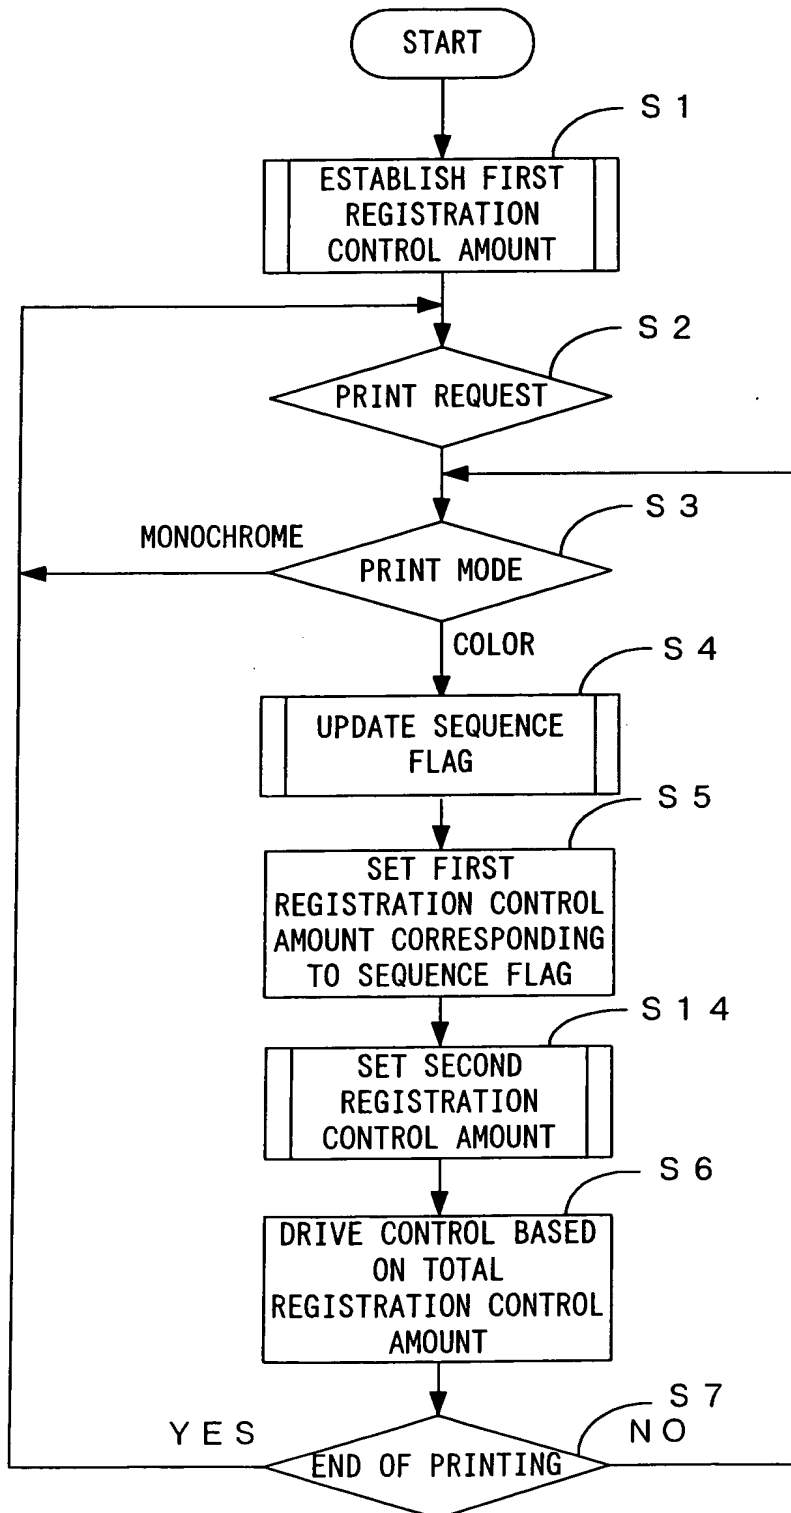 START
S 1
ESTABLISH FIRST
REGISTRATION
CONTROL AMOUNT
S 2
PRINT REQUEST
S 3
MONOCHROME
PRINT MODE
COLOR
S 4
UPDATE SEQUENCE
FLAG
S 5
SET FIRST
REGISTRATION CONTROL
AMOUNT CORRESPONDING
TO SEQUENCE FLAG
S 1 4
SET SECOND
REGISTRATION
CONTROL AMOUNT
S 6
DRIVE CONTROL BASED
ON TOTAL
REGISTRATION CONTROL
AMOUNT
S 7
YES
NO
END OF PRINTING